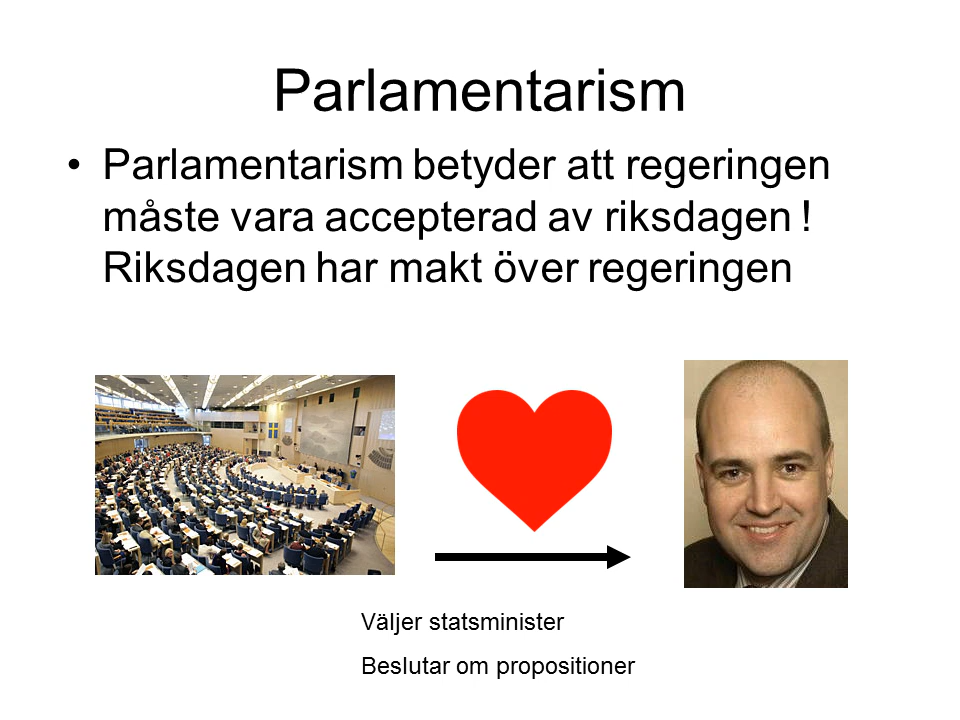 Parlamentarism
• Parlamentarism betyder att regeringen
måste vara accepterad av riksdagen !
Riksdagen har makt över regeringen
Väljer statsminister
Beslutar om propositioner